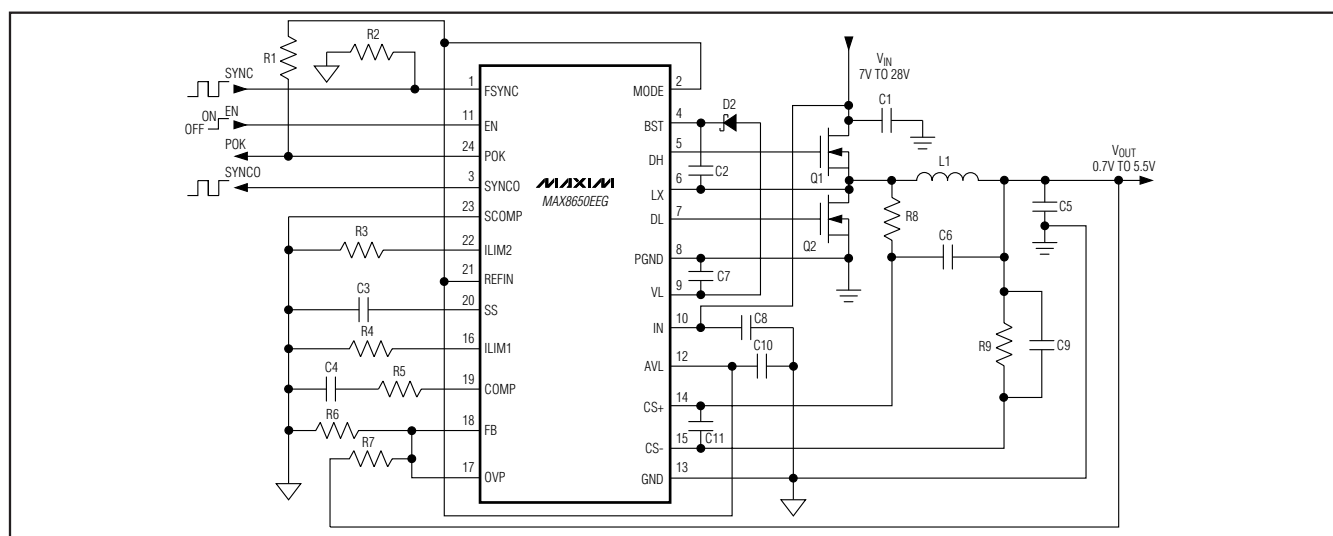 R1
R2
SYNC
1
FSYNC
ON
OFF
EN
11
EN
POK
24
POK
SYNCO
3
SYNCO
23
SCOMP
R3
22
ILIM2
21
REFIN
C3
20
SS
R4
16
ILIM1
C4
R5
19
COMP
R6
18
FB
R7
17
OVP
MAXIM
MAX8650EEG
2
MODE
4
BST
5
DH
6
LX
7
DL
8
PGND
9
VL
10
IN
12
AVL
14
CS+
15
CS-
13
GND
D2
C2
C7
C8
C10
C11
VIN
7V TO 28V
C1
Q1
Q2
L1
VOUT
0.7V TO 5.5V
R8
C6
C5
R9
C9